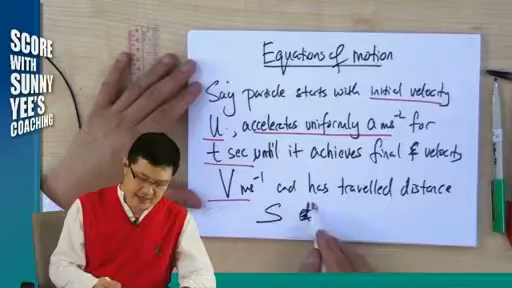 SCORE
WITH
SUNNY
YEE'S
COACHING
Equations of motion
Say particle starts with initial velocity
U, accelerates uniformly a ms⁻² for
t sec, until it achieves final velocity
V ms⁻¹ and has travelled distance
S